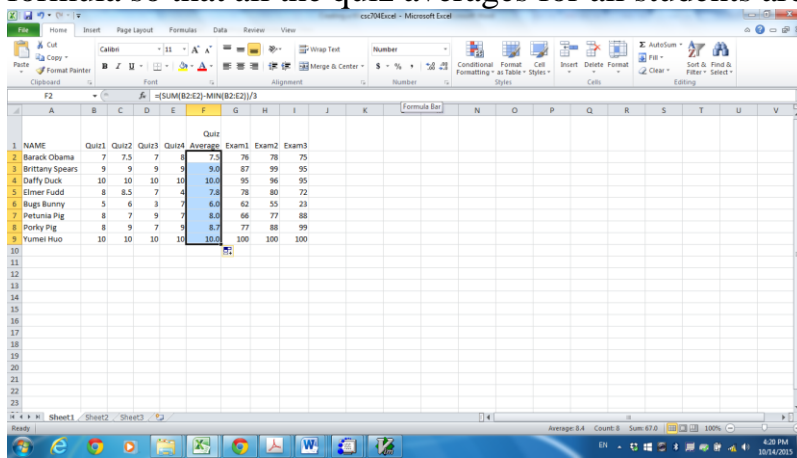 formula so that all the quiz averages for all students are
csc704Excel - Microsoft Excel
File Home Insert Page Layout Formulas Data Review View
Cut
Copy
Format Painter
Paste
Clipboard
Calibri 11
B I U
Font
Wrap Text
Merge & Center
Alignment
Number
$ % ,
Number
Conditional Formatting
Format as Table
Cell Styles
Styles
Insert Delete Format
Cells
AutoSum
Fill
Clear
Sort & Filter
Find & Select
Editing
F2 fx =(SUM(B2:E2)-MIN(B2:E2))/3
Formula Bar
A B C D E F G H I J K N O P Q R S T U V
1 NAME Quiz1 Quiz2 Quiz3 Quiz4 Quiz Average Exam1 Exam2 Exam3
2 Barack Obama 7 7.5 7 8 7.5 76 78 75
3 Brittany Spears 9 9 9 9 9.0 87 99 95
4 Daffy Duck 10 10 10 10 10.0 95 96 95
5 Elmer Fudd 8 8.5 7 4 7.8 78 80 72
6 Bugs Bunny 5 6 3 7 6.0 62 55 23
7 Petunia Pig 8 7 9 7 8.0 66 77 88
8 Porky Pig 8 9 7 9 8.7 77 88 99
9 Yumei Huo 10 10 10 10 10.0 100 100 100
10
11
12
13
14
15
16
17
18
19
20
21
22
23
Sheet1 Sheet2 Sheet3
Ready Average: 8.4 Count: 8 Sum: 67.0 100%
EN 4:20 PM
10/14/2015